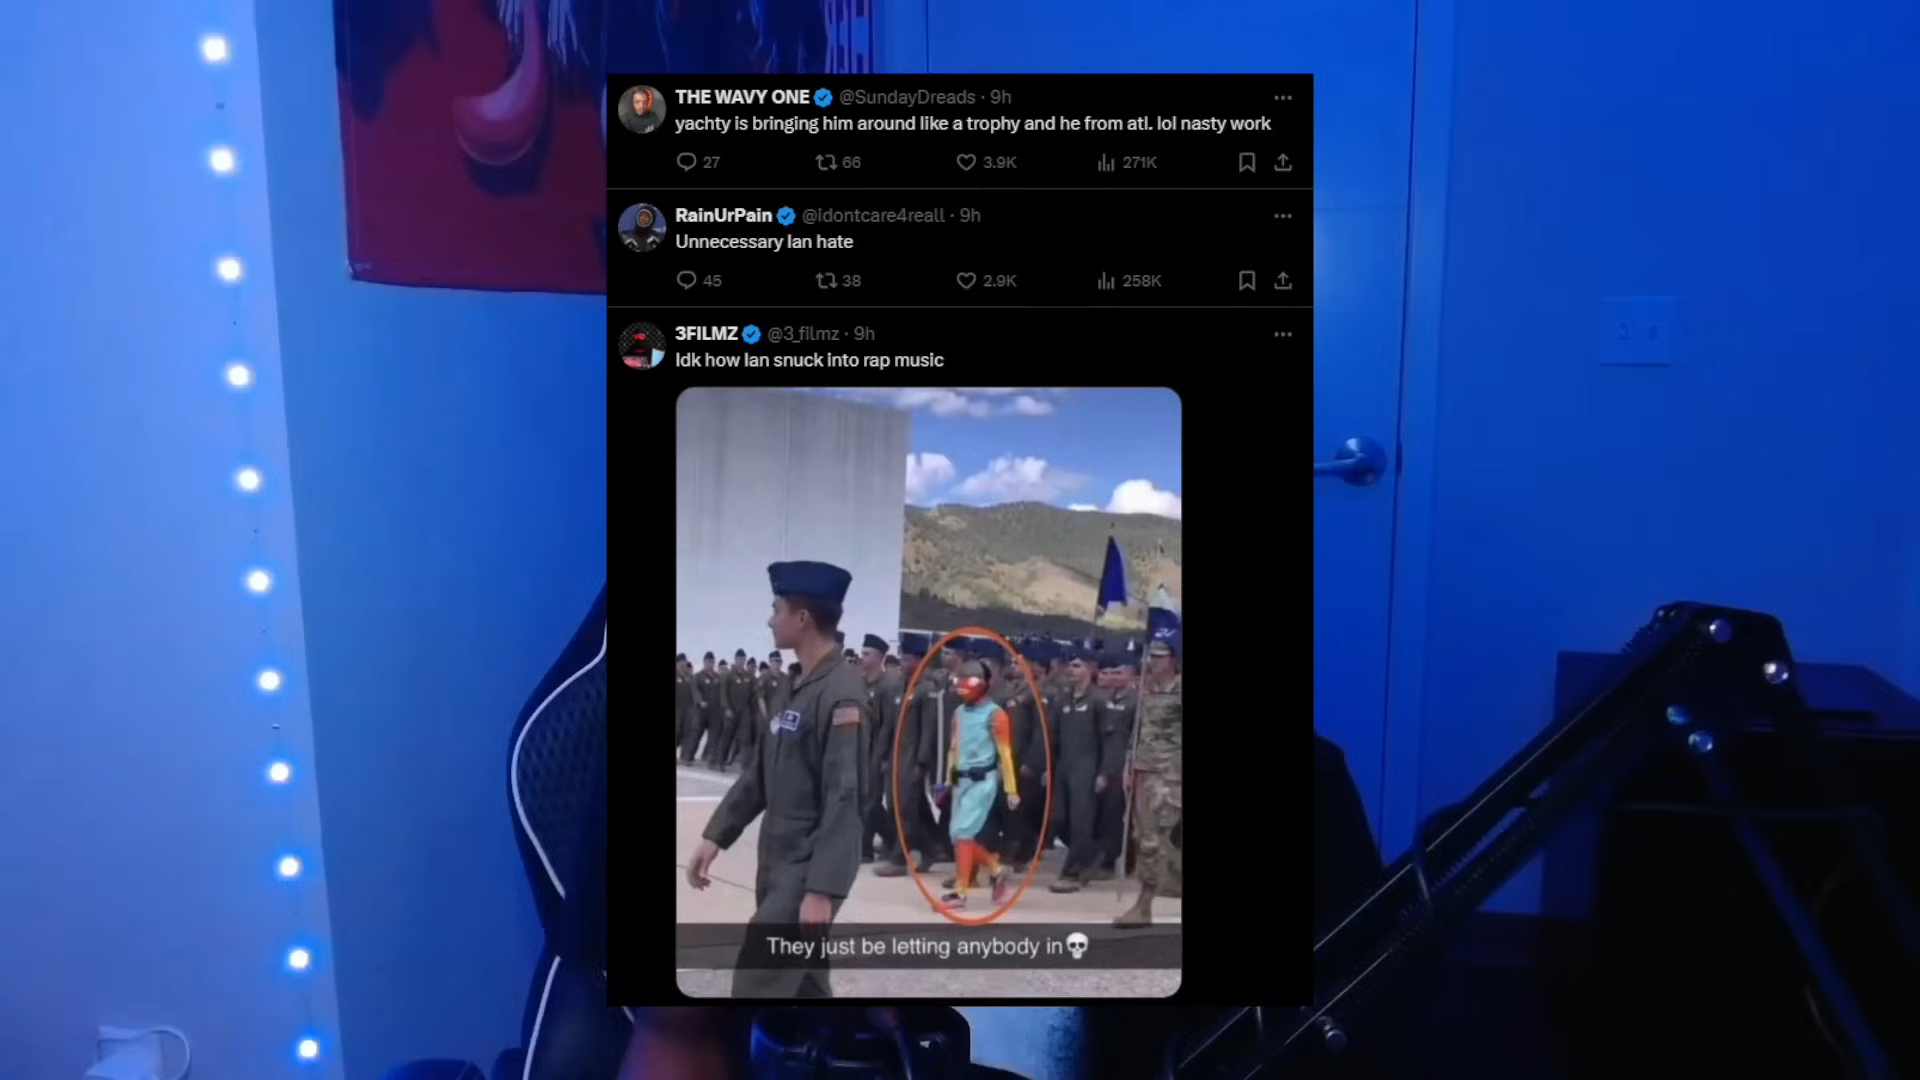 THE WAVY ONE @SundayDreads · 9h
yachty is bringing him around like a trophy and he from atl. lol nasty work
27 66 3.9K 271K
RainUrPain @idontcare4reall · 9h
Unnecessary Ian hate
45 38 2.9K 258K
3FILMZ @3_filmz · 9h
Idk how Ian snuck into rap music
They just be letting anybody in💀